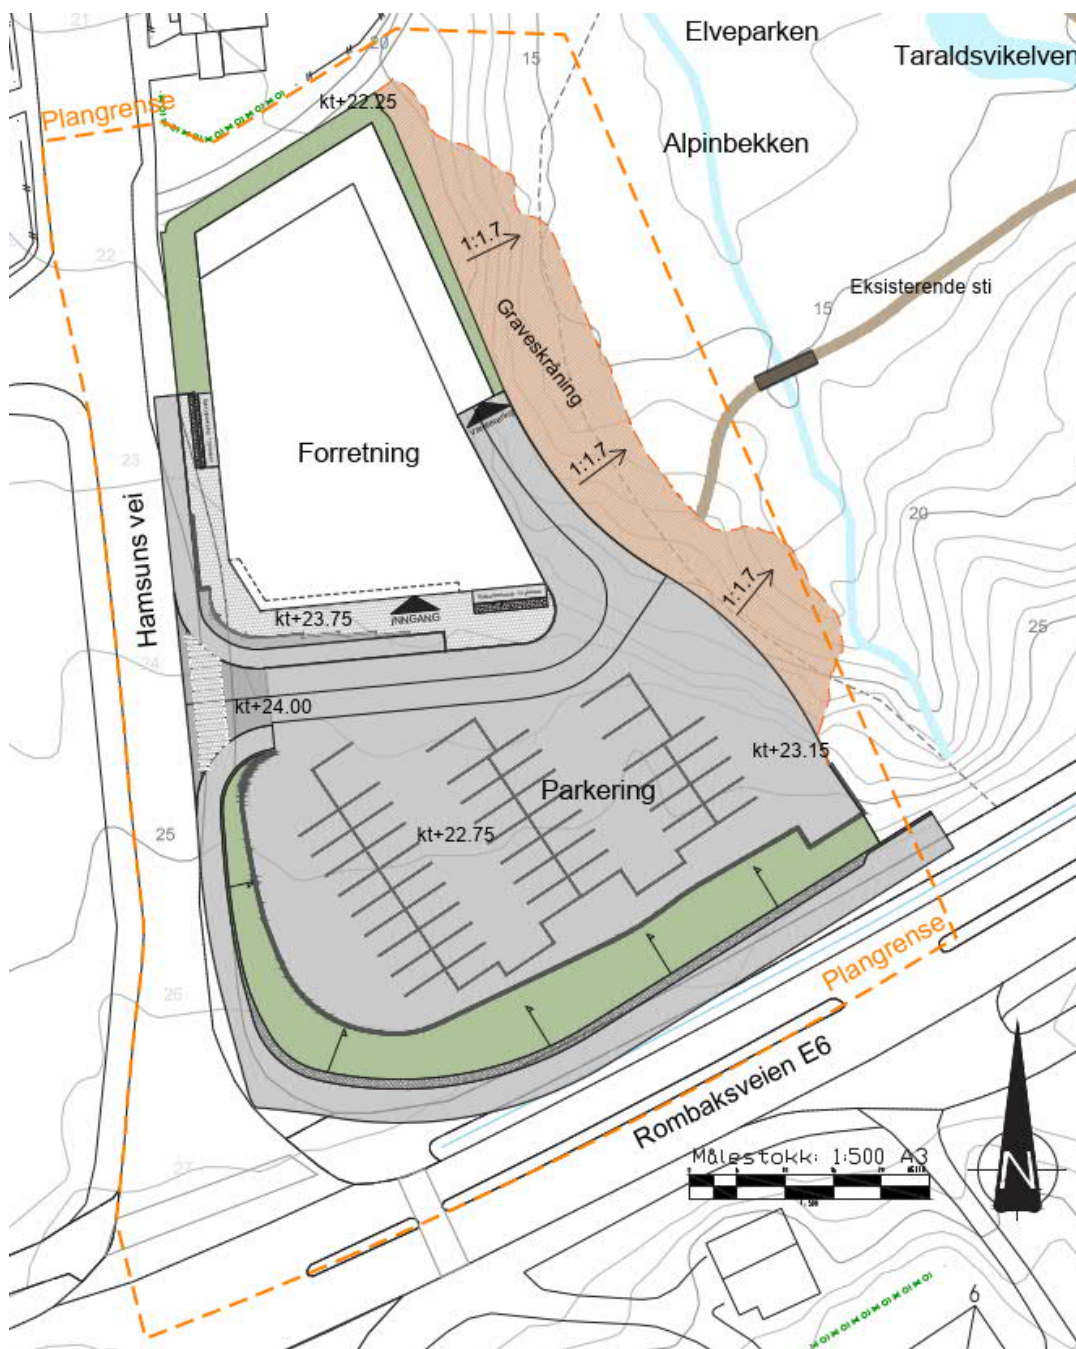 21
20
15
Elveparken
Taraldsvikelven
Plangrense
kt+22.25
Alpinbekken
1:1.7
22
Eksisterende sti
15
Graveskråning
Forretning
23
1:1.7
20
Hamsuns vei
1:1.7
kt+23.75
INNGANG
25
24
kt+24.00
kt+23.15
Parkering
25
kt+22.75
Plangrense
26
Rombaksveien E6
27
Målestokk: 1:500 A3
N
6